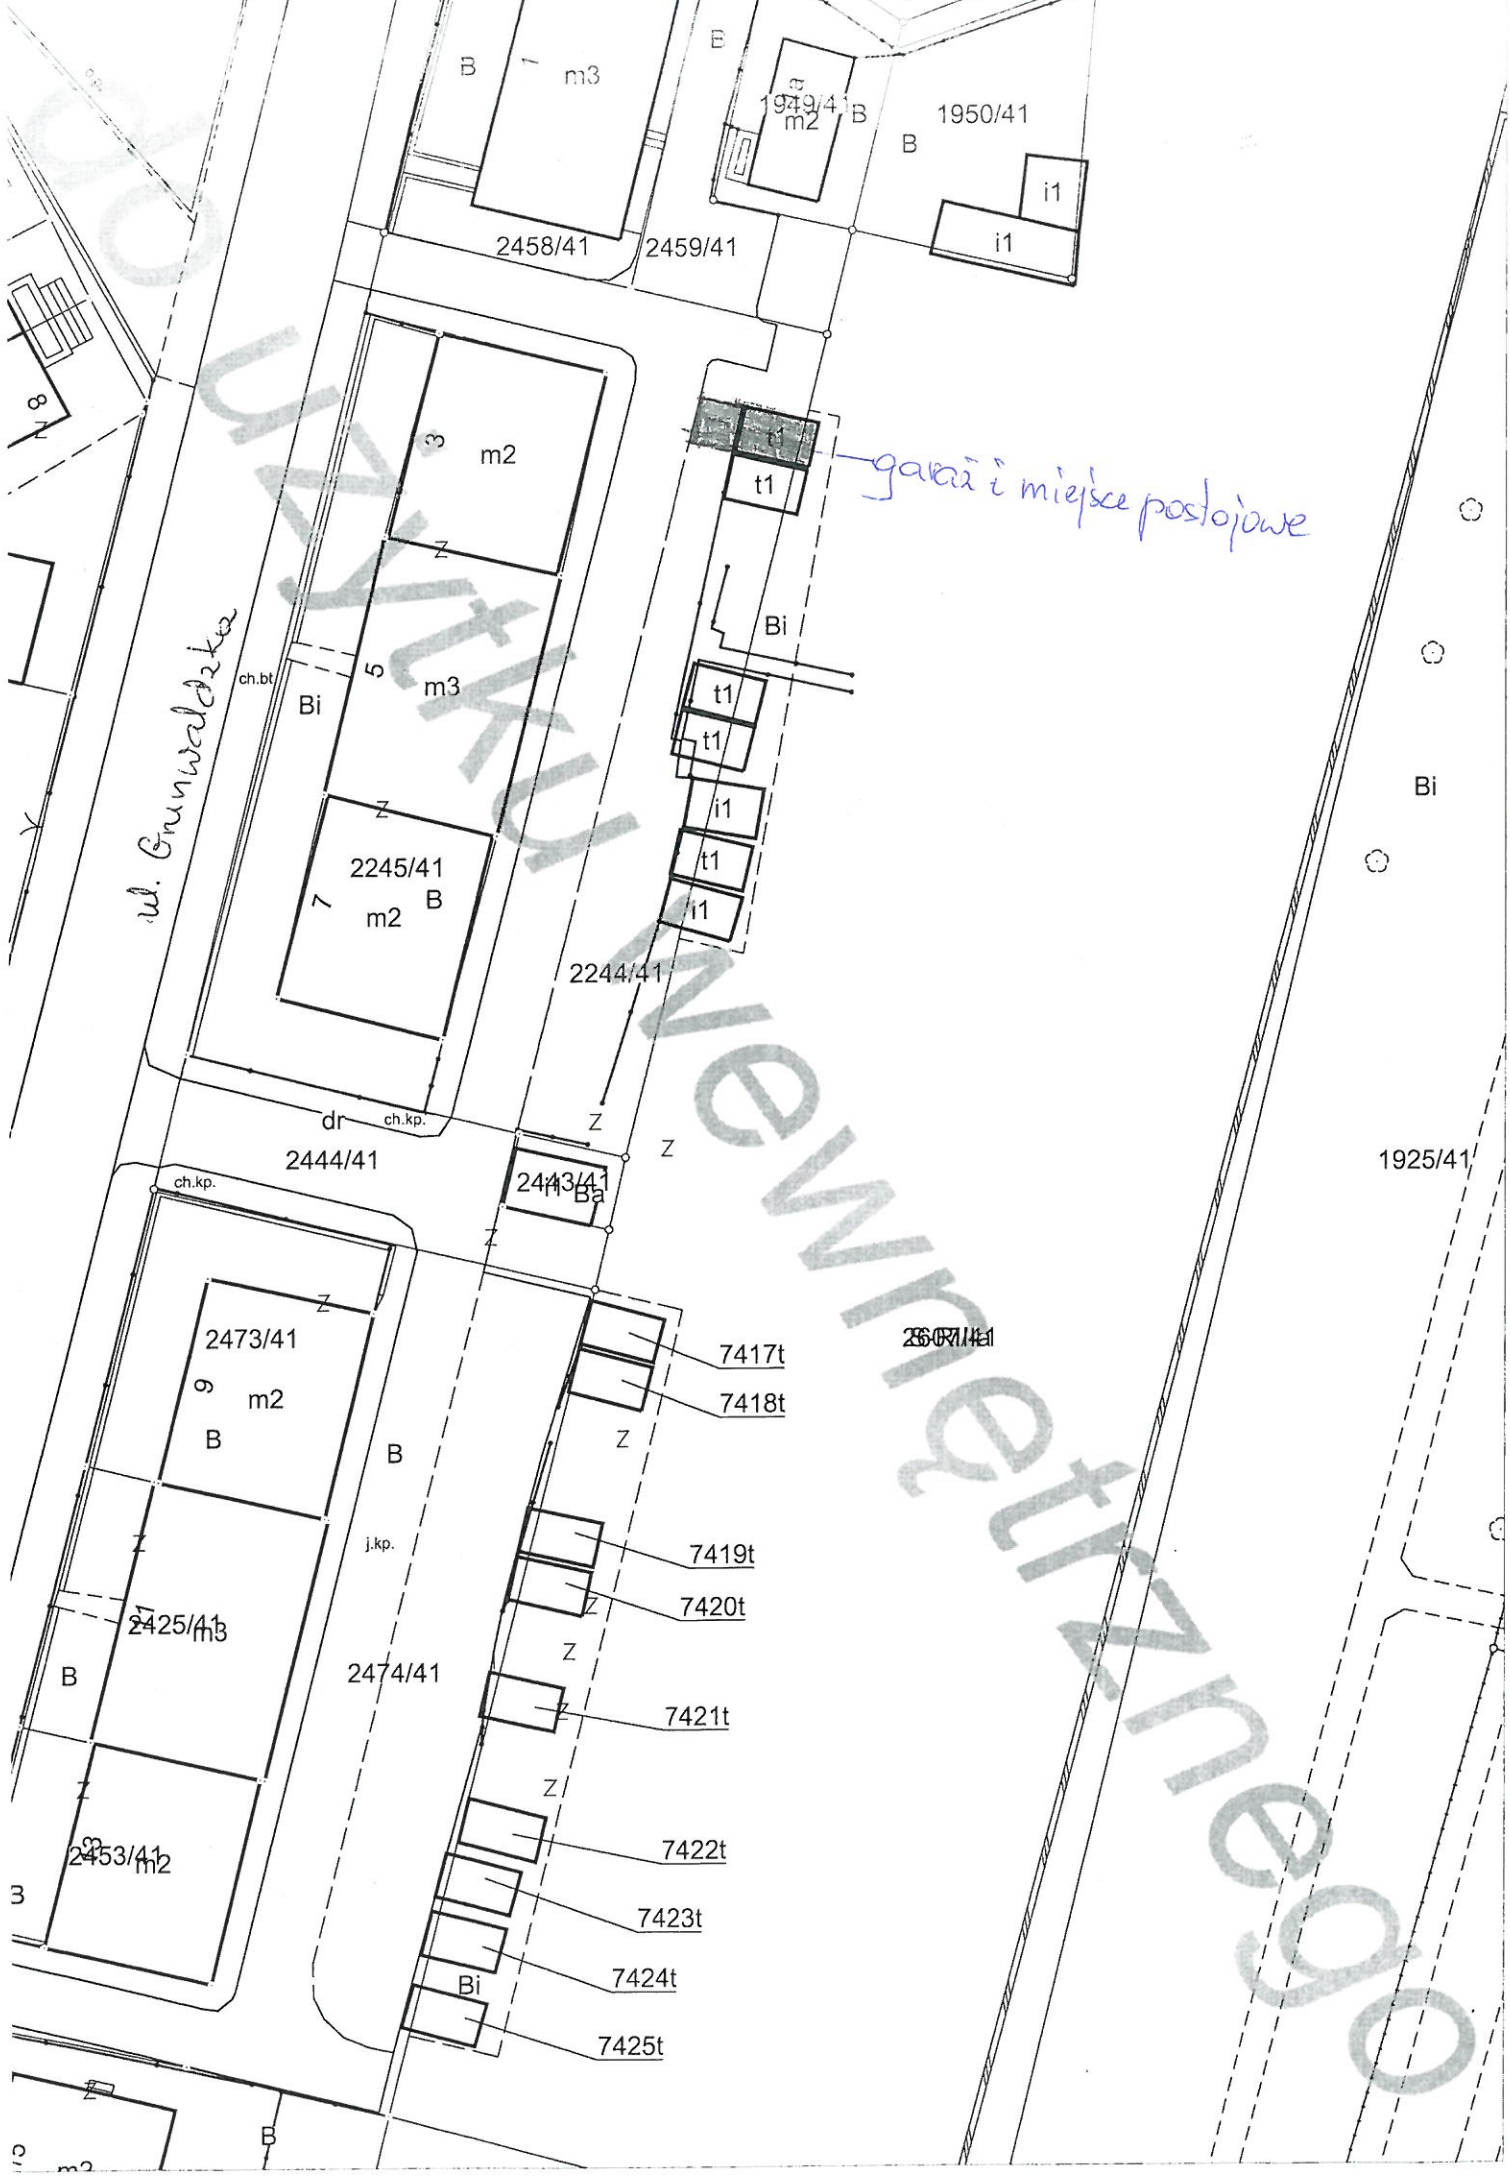 do użytku wewnętrznego
B
1
m3
B
1949/41
m2
B
1950/41
B
i1
i1
2458/41
2459/41
8
Z
3
m2
t1
t1
garaż i miejsce postojowe
Z
ul. Grunwaldzka
ch.bt
Bi
5
m3
Bi
t1
t1
i1
t1
i1
Bi
Z
2245/41
7
m2
B
2244/41
dr
ch.kp.
Z
Z
2444/41
ch.kp.
2443/41
Ba
1925/41
Z
Z
2473/41
9
m2
B
B
7417t
7418t
Z
Z
j.kp.
7419t
7420t
Z
2425/41
m3
Z
B
2474/41
7421t
Z
Z
Z
7422t
2453/41
m2
7423t
7424t
Bi
7425t
Z
B